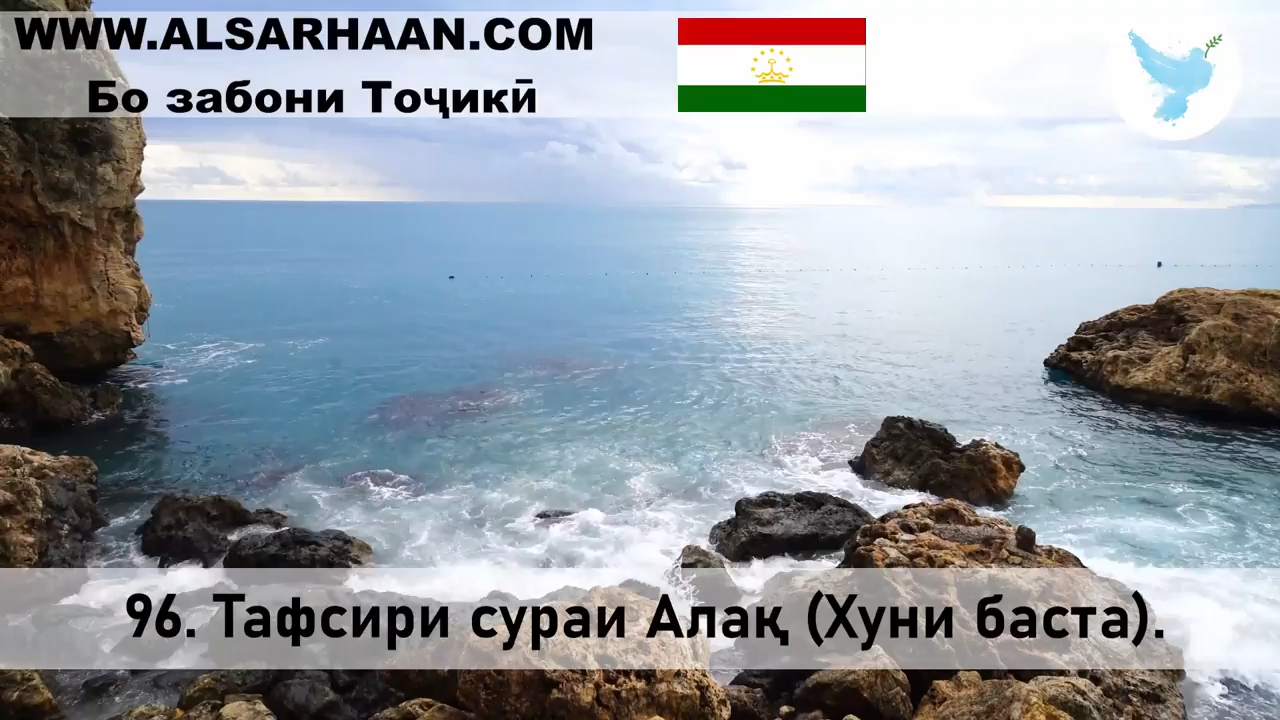 WWW.ALSARHAAN.COM
Бо забони Тоҷикӣ
96. Тафсири сураи Алақ (Хуни баста).